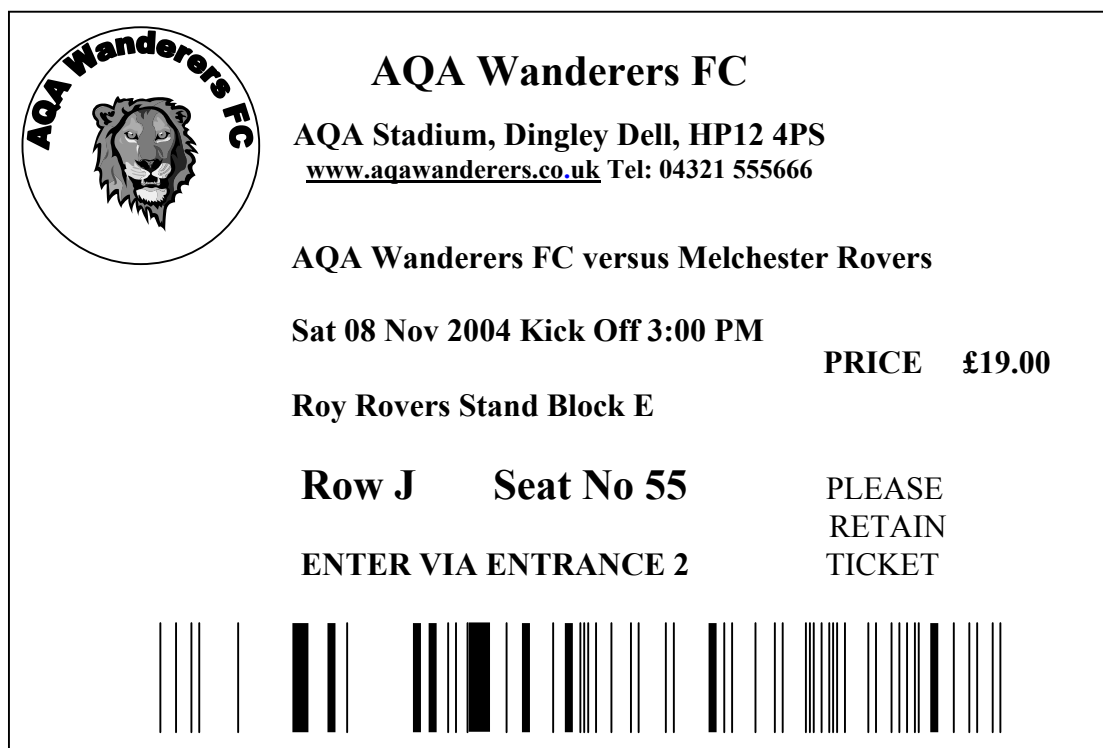 AQA Wanderers FC
AQA Wanderers FC
AQA Stadium, Dingley Dell, HP12 4PS
www.aqawanderers.co.uk Tel: 04321 555666
AQA Wanderers FC versus Melchester Rovers
Sat 08 Nov 2004 Kick Off 3:00 PM
PRICE £19.00
Roy Rovers Stand Block E
Row J Seat No 55
PLEASE
RETAIN
TICKET
ENTER VIA ENTRANCE 2